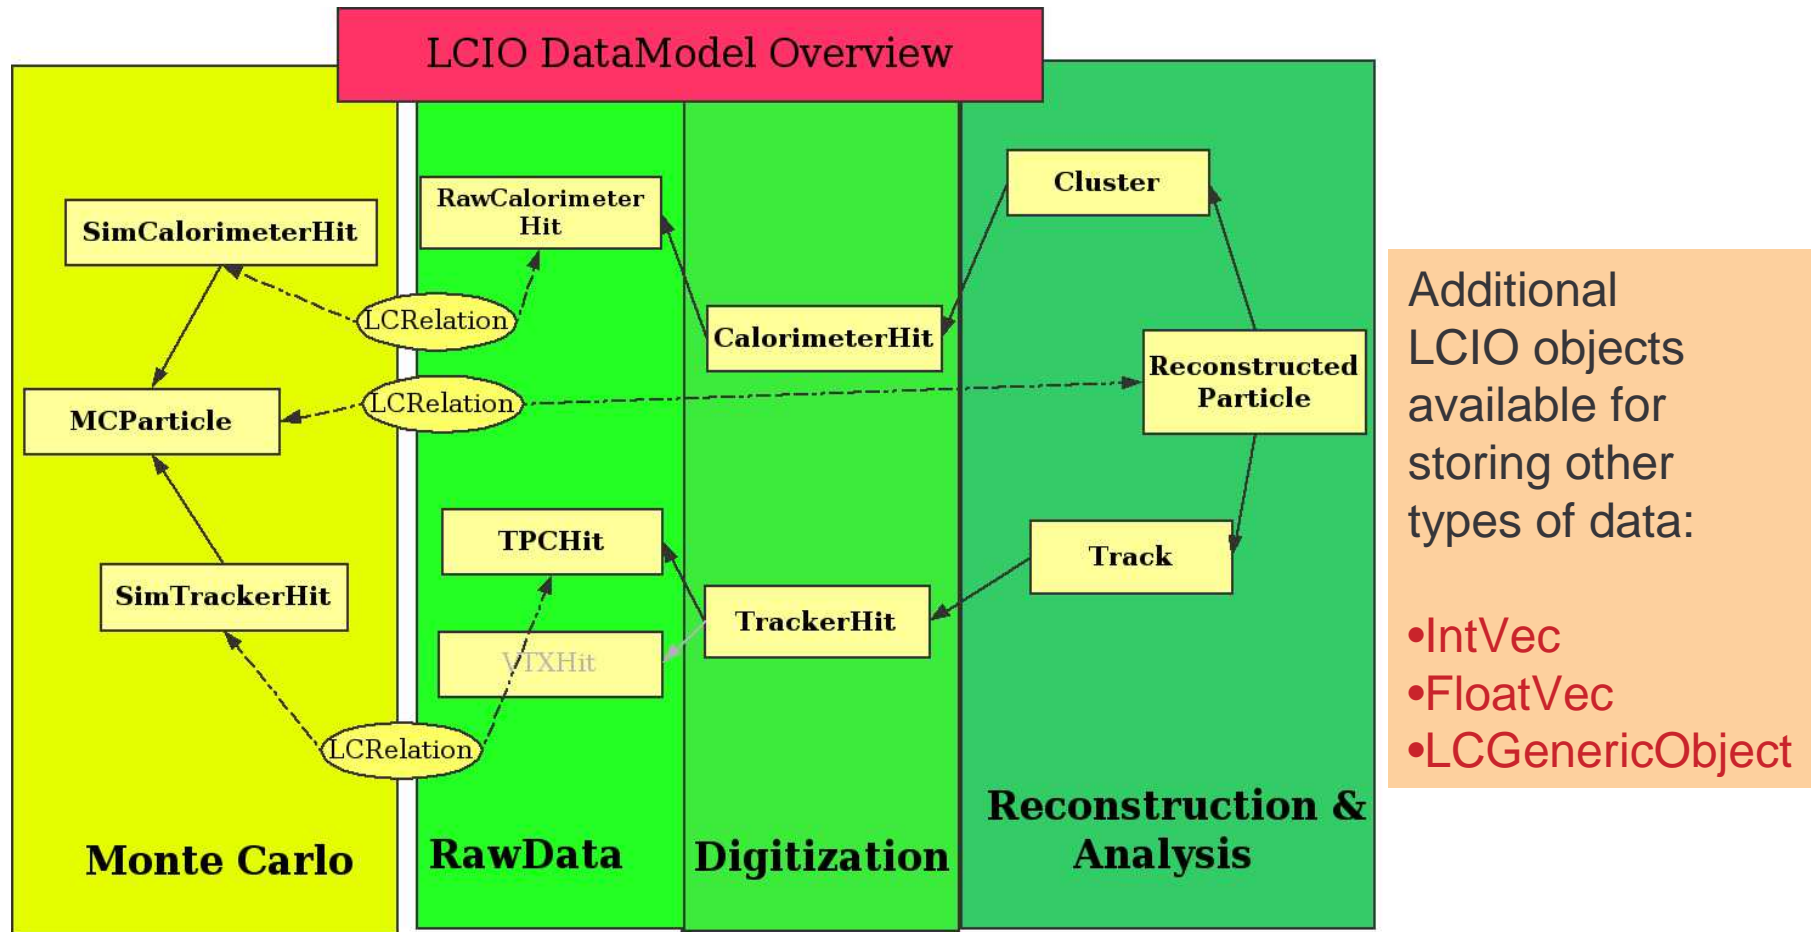 LCIO DataModel Overview
SimCalorimeterHit
MCParticle
SimTrackerHit
Monte Carlo
LCRelation
LCRelation
LCRelation
RawCalorimeter
Hit
TPCHit
VTXHit
RawData
CalorimeterHit
TrackerHit
Digitization
Cluster
Reconstructed
Particle
Track
Reconstruction &
Analysis
Additional
LCIO objects
available for
storing other
types of data:
•IntVec
•FloatVec
•LCGenericObject